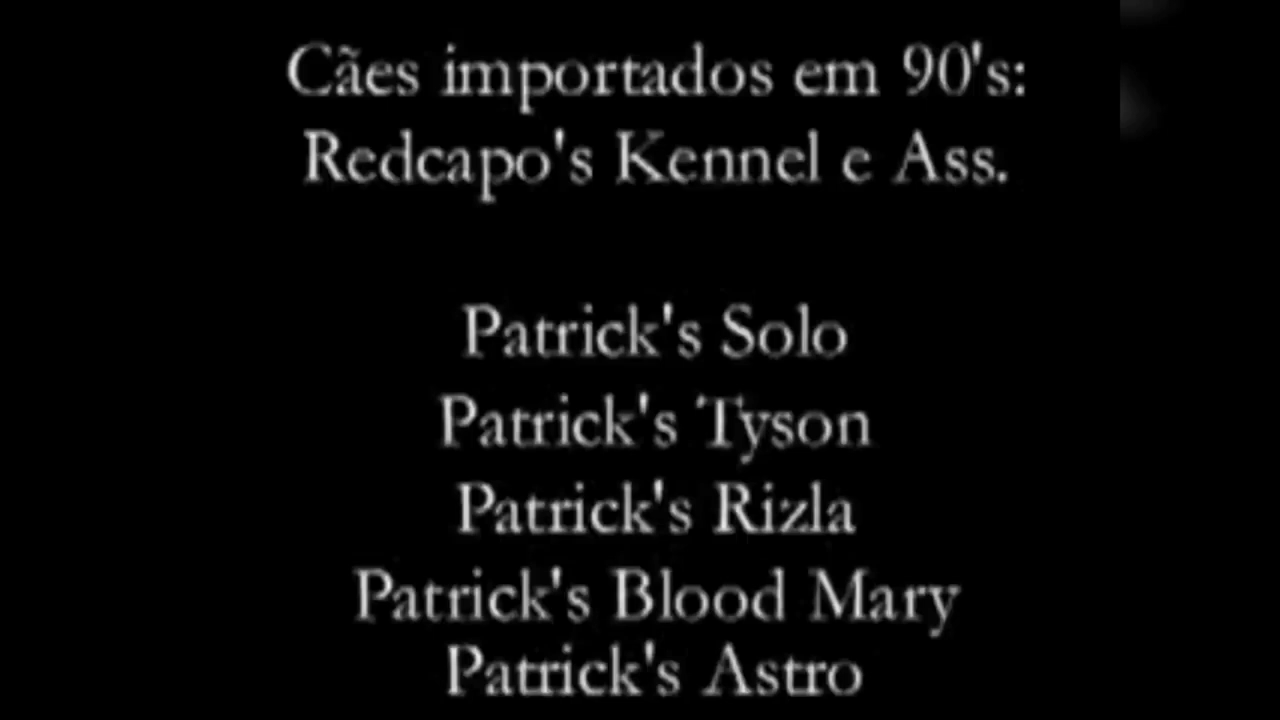 Cães importados em 90's:
Redcapo's Kennel e Ass.
Patrick's Solo
Patrick's Tyson
Patrick's Rizla
Patrick's Blood Mary
Patrick's Astro